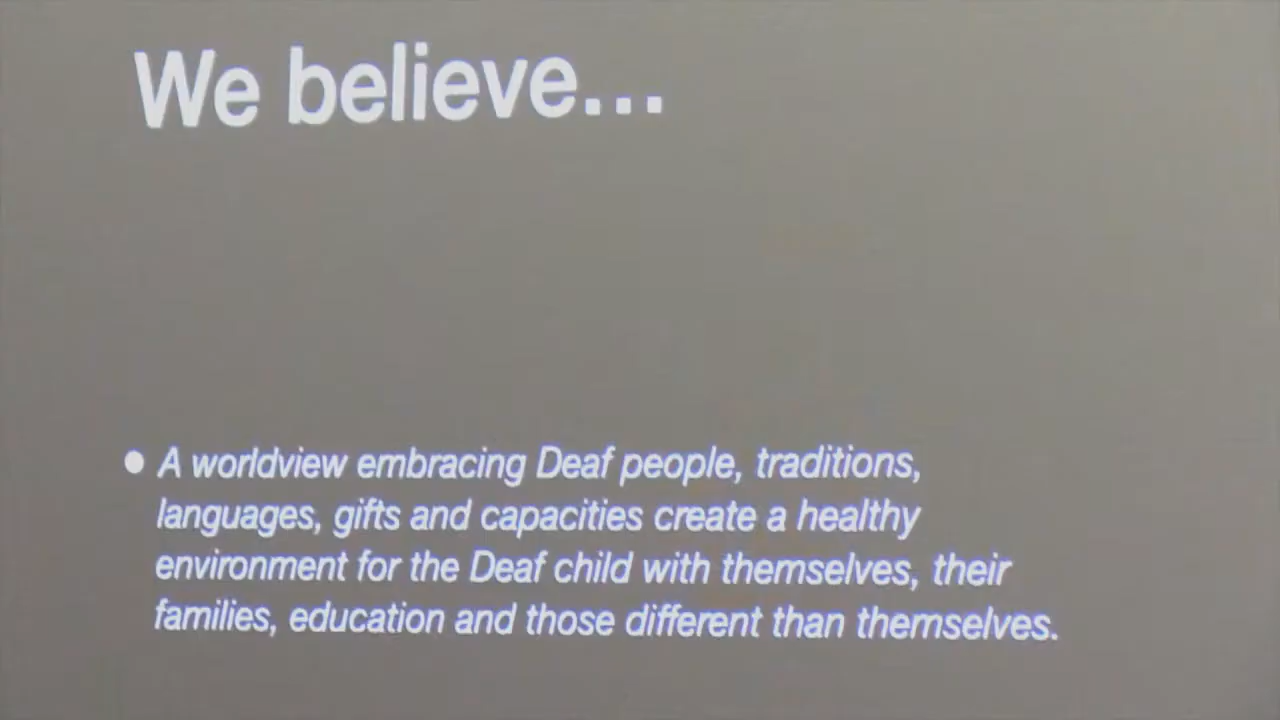 We believe...
• A worldview embracing Deaf people, traditions,
languages, gifts and capacities create a healthy
environment for the Deaf child with themselves, their
families, education and those different than themselves.